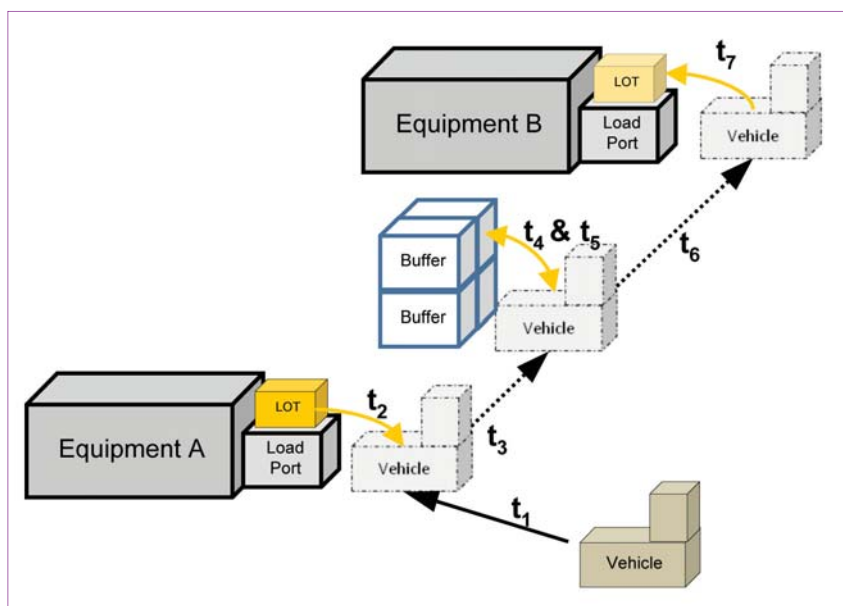 t7
LOT
Equipment B
Load
Port
Vehicle
t4 & t5
t6
Buffer
Buffer
Vehicle
LOT
t2
t3
Equipment A
Load
Port
Vehicle
t1
Vehicle